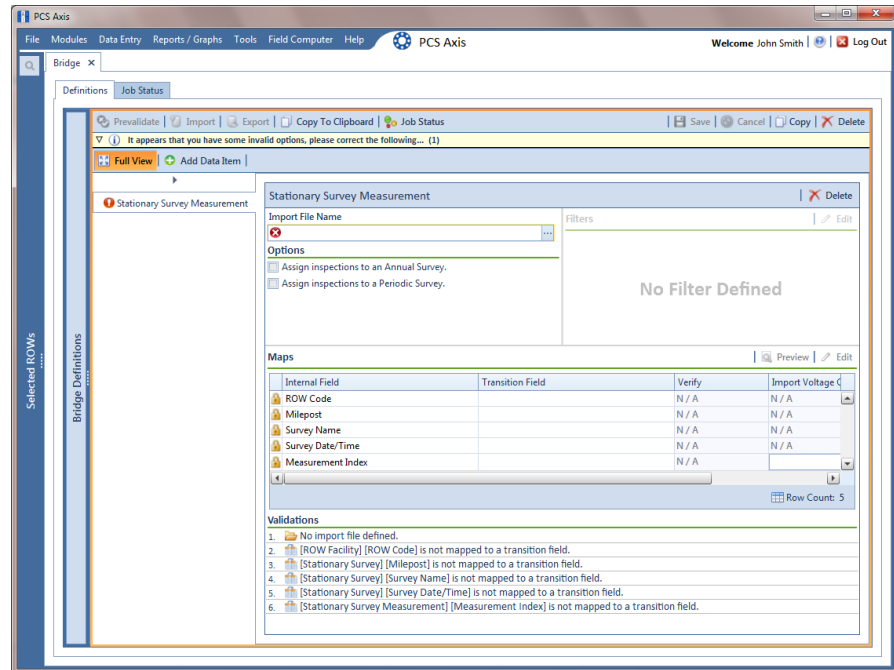 PCS Axis
File Modules Data Entry Reports / Graphs Tools Field Computer Help PCS Axis Welcome John Smith Log Out
Bridge
Definitions Job Status
Prevalidate Import Export Copy To Clipboard Job Status Save Cancel Copy Delete
It appears that you have some invalid options, please correct the following... (1)
Full View Add Data Item
Stationary Survey Measurement
Stationary Survey Measurement Delete
Import File Name
Filters Edit
Options
Assign inspections to an Annual Survey.
Assign inspections to a Periodic Survey.
No Filter Defined
Selected ROWs
Bridge Definitions
Maps Preview Edit
Internal Field Transition Field Verify Import Voltage
ROW Code N / A N / A
Milepost N / A N / A
Survey Name N / A N / A
Survey Date/Time N / A N / A
Measurement Index N / A
Row Count: 5
Validations
1. No import file defined.
2. [ROW Facility] [ROW Code] is not mapped to a transition field.
3. [Stationary Survey] [Milepost] is not mapped to a transition field.
4. [Stationary Survey] [Survey Name] is not mapped to a transition field.
5. [Stationary Survey] [Survey Date/Time] is not mapped to a transition field.
6. [Stationary Survey Measurement] [Measurement Index] is not mapped to a transition field.